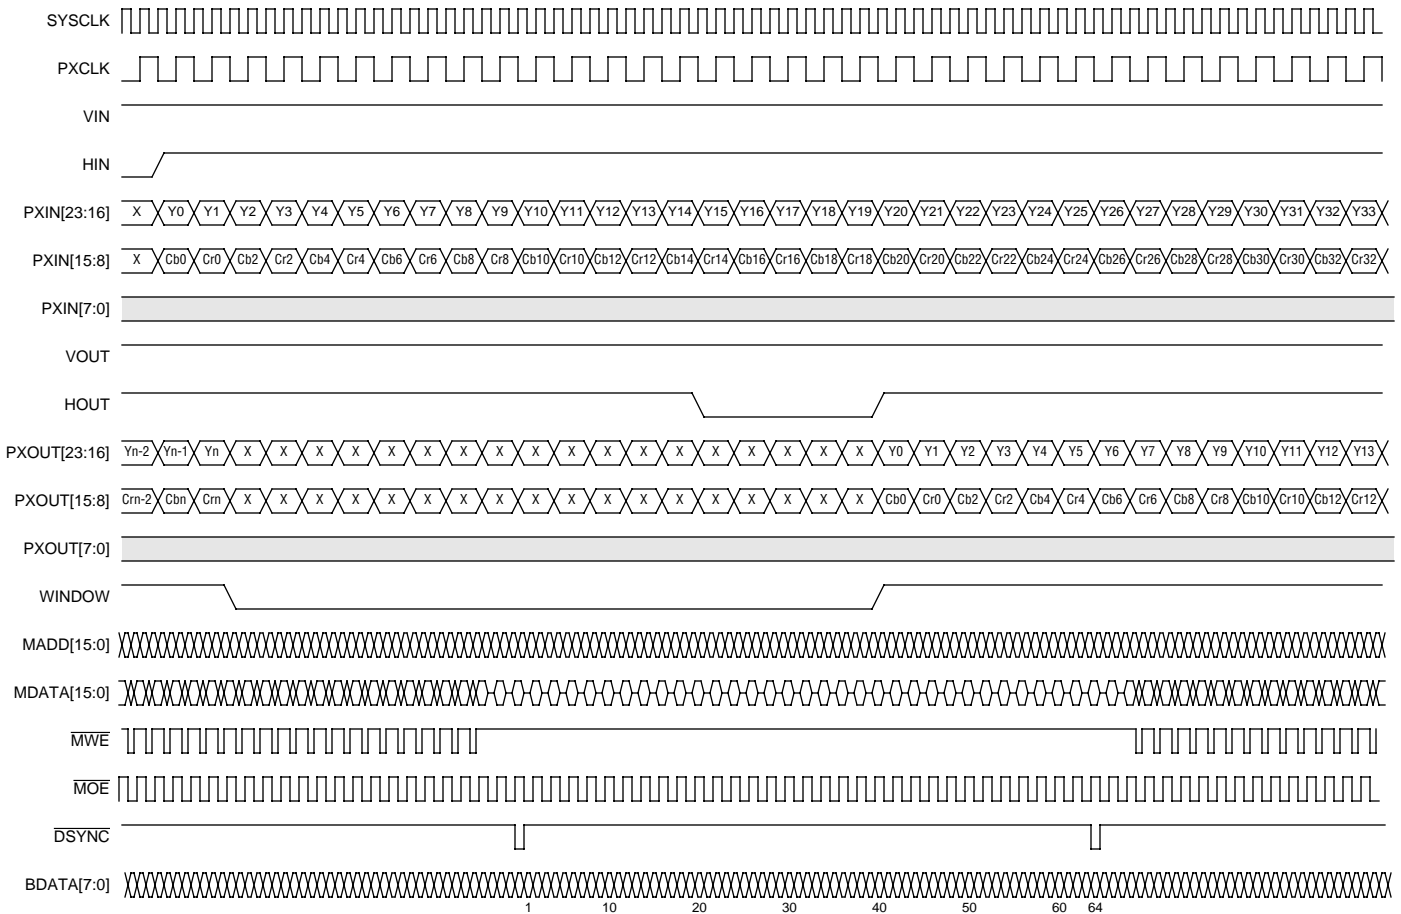 SYSCLK
PXCLK
VIN
HIN
PXIN[23:16] X Y0 Y1 Y2 Y3 Y4 Y5 Y6 Y7 Y8 Y9 Y10 Y11 Y12 Y13 Y14 Y15 Y16 Y17 Y18 Y19 Y20 Y21 Y22 Y23 Y24 Y25 Y26 Y27 Y28 Y29 Y30 Y31 Y32 Y33
PXIN[15:8] X Cb0 Cr0 Cb2 Cr2 Cb4 Cr4 Cb6 Cr6 Cb8 Cr8 Cb10 Cr10 Cb12 Cr12 Cb14 Cr14 Cb16 Cr16 Cb18 Cr18 Cb20 Cr20 Cb22 Cr22 Cb24 Cr24 Cb26 Cr26 Cb28 Cr28 Cb30 Cr30 Cb32 Cr32
PXIN[7:0]
VOUT
HOUT
PXOUT[23:16] Yn-2 Yn-1 Yn X X X X X X X X X X X X X X X X X X Y0 Y1 Y2 Y3 Y4 Y5 Y6 Y7 Y8 Y9 Y10 Y11 Y12 Y13
PXOUT[15:8] Crn-2 Cbn Crn X X X X X X X X X X X X X X X X X X Cb0 Cr0 Cb2 Cr2 Cb4 Cr4 Cb6 Cr6 Cb8 Cr8 Cb10 Cr10 Cb12 Cr12
PXOUT[7:0]
WINDOW
MADD[15:0]
MDATA[15:0]
MWE
MOE
DSYNC
BDATA[7:0]
1 10 20 30 40 50 60 64